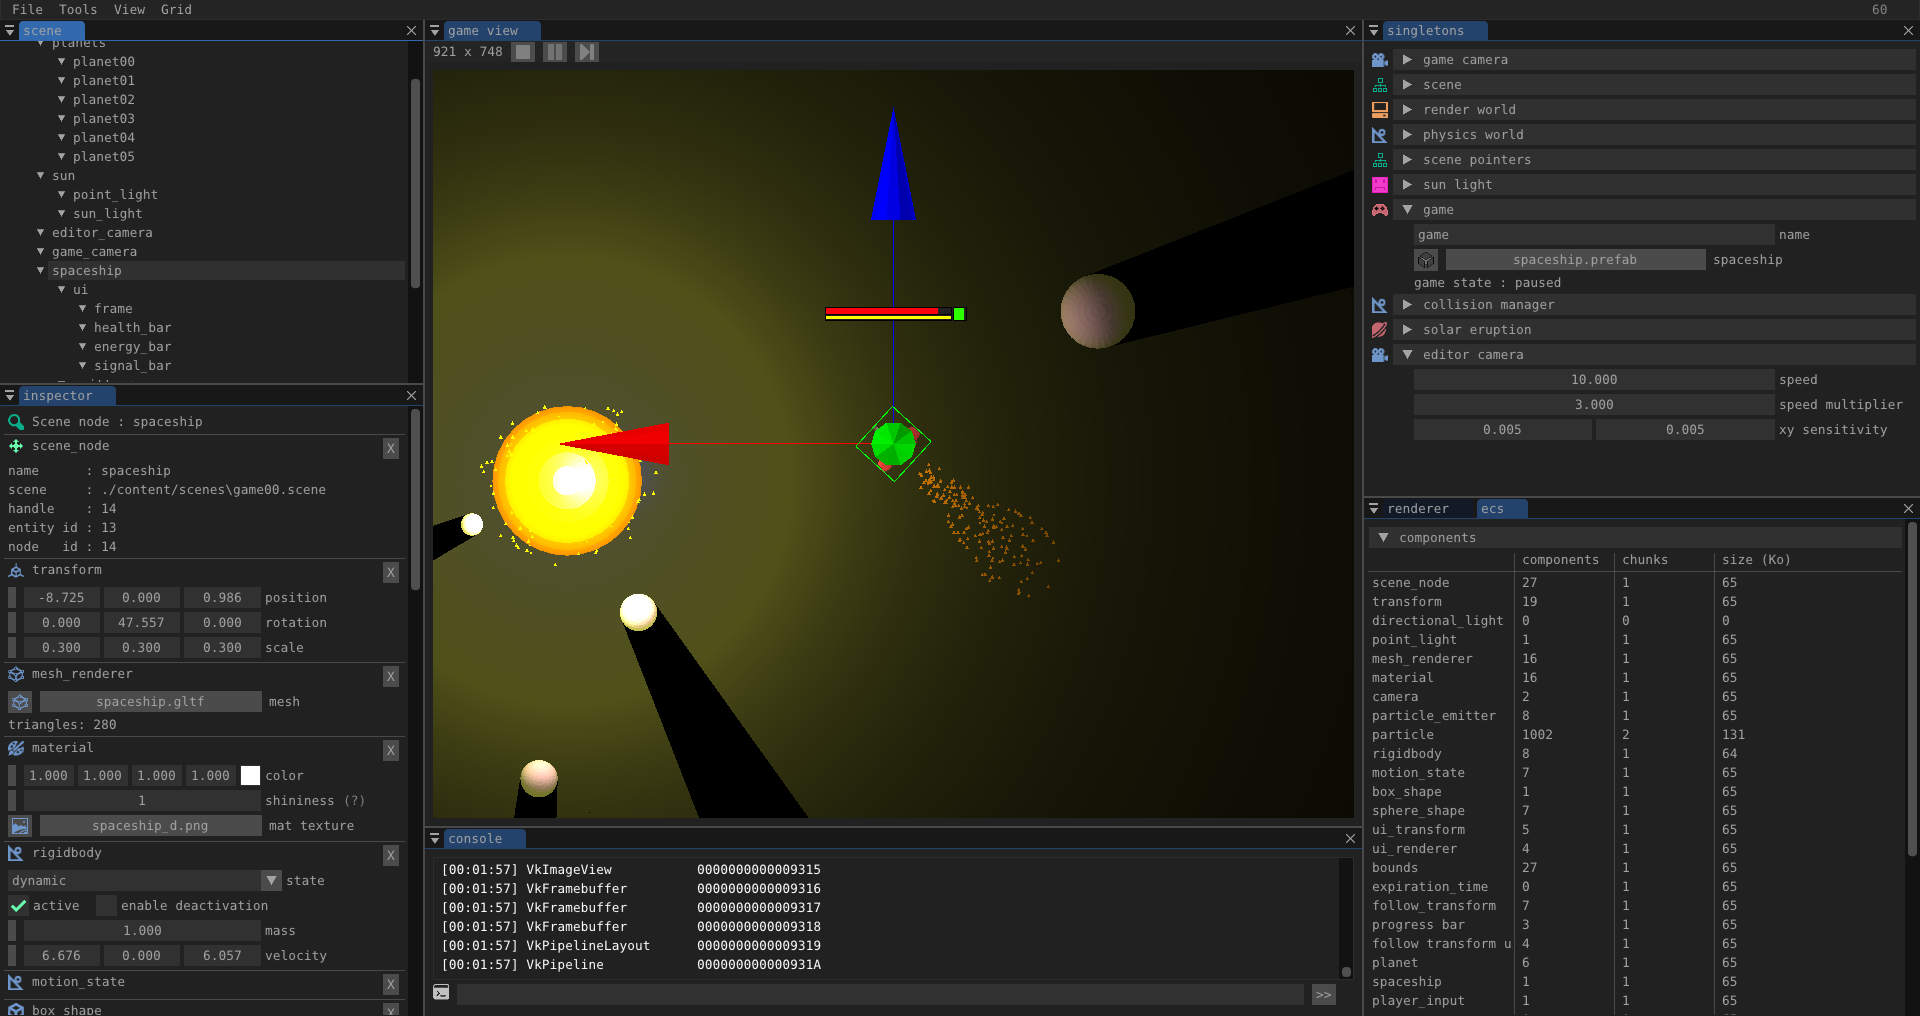 File Tools View Grid 60
scene
planets
planet00
planet01
planet02
planet03
planet04
planet05
sun
point_light
sun_light
editor_camera
game_camera
spaceship
ui
frame
health_bar
energy_bar
signal_bar
inspector
Scene node : spaceship
scene_node X
name : spaceship
scene : ./content/scenes\game00.scene
handle : 14
entity id : 13
node id : 14
transform X
-8.725 0.000 0.986 position
0.000 47.557 0.000 rotation
0.300 0.300 0.300 scale
mesh_renderer X
spaceship.gltf mesh
triangles: 280
material X
1.000 1.000 1.000 1.000 color
1 shininess (?)
spaceship_d.png mat texture
rigidbody X
dynamic state
active enable deactivation
1.000 mass
6.676 0.000 6.057 velocity
motion_state X
box_shape X
game view
921 x 748
console
[00:01:57] VkImageView 0000000000009315
[00:01:57] VkFramebuffer 0000000000009316
[00:01:57] VkFramebuffer 0000000000009317
[00:01:57] VkFramebuffer 0000000000009318
[00:01:57] VkPipelineLayout 0000000000009319
[00:01:57] VkPipeline 000000000000931A
>>
singletons
game camera
scene
render world
physics world
scene pointers
sun light
game
game name
spaceship.prefab spaceship
game state : paused
collision manager
solar eruption
editor camera
10.000 speed
3.000 speed multiplier
0.005 0.005 xy sensitivity
renderer ecs
components
components chunks size (Ko)
scene_node 27 1 65
transform 19 1 65
directional_light 0 0 0
point_light 1 1 65
mesh_renderer 16 1 65
material 16 1 65
camera 2 1 65
particle_emitter 8 1 65
particle 1002 2 131
rigidbody 8 1 64
motion_state 7 1 65
box_shape 1 1 65
sphere_shape 7 1 65
ui_transform 5 1 65
ui_renderer 4 1 65
bounds 27 1 65
expiration_time 0 1 65
follow_transform 7 1 65
progress bar 3 1 65
follow transform u 4 1 65
planet 6 1 65
spaceship 1 1 65
player_input 1 1 65